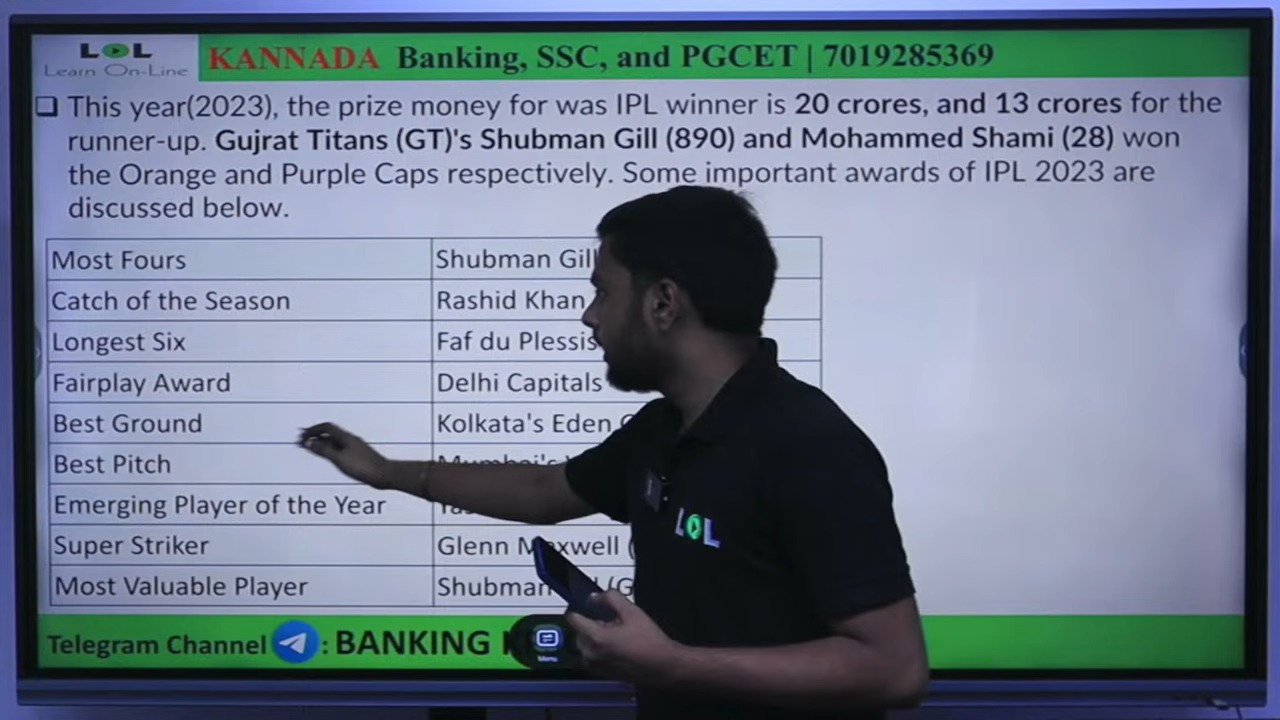 LOL
Learn On-Line
KANNADA Banking, SSC, and PGCET | 7019285369
This year(2023), the prize money for was IPL winner is 20 crores, and 13 crores for the
runner-up. Gujrat Titans (GT)'s Shubman Gill (890) and Mohammed Shami (28) won
the Orange and Purple Caps respectively. Some important awards of IPL 2023 are
discussed below.
Most Fours Shubman Gill
Catch of the Season Rashid Khan
Longest Six Faf du Plessis
Fairplay Award Delhi Capitals
Best Ground Kolkata's Eden
Best Pitch Mumbai's
Emerging Player of the Year
Super Striker Glenn Maxwell (
Most Valuable Player Shubman
LOL
Telegram Channel : BANKING
Menu